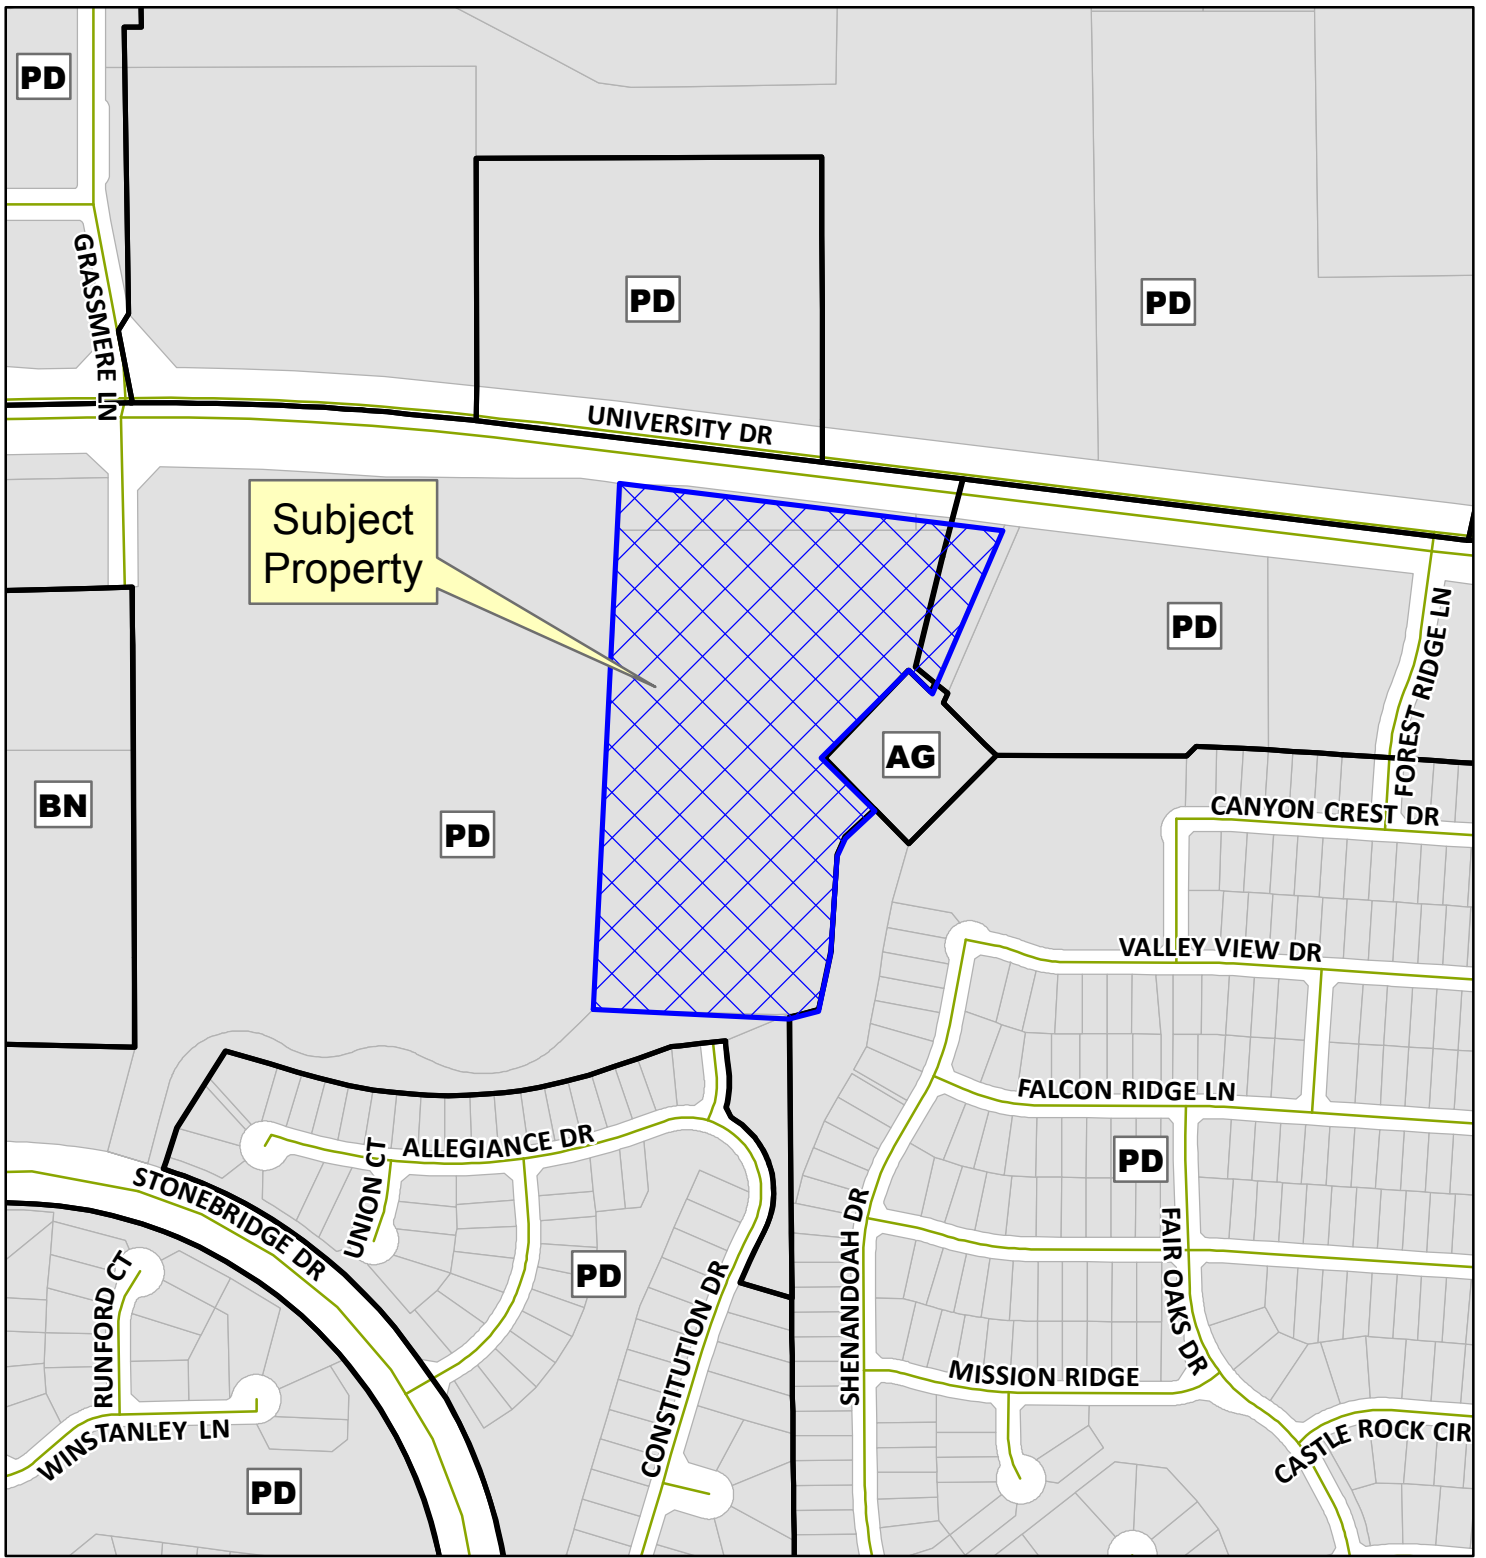 PD
GRASSMERE LN
PD
PD
UNIVERSITY DR
Subject
Property
PD
FOREST RIDGE LN
AG
BN
PD
CANYON CREST DR
VALLEY VIEW DR
FALCON RIDGE LN
ALLEGIANCE DR
UNION CT
PD
STONEBRIDGE DR
SHENANDOAH DR
FAIR OAKS DR
PD
RUNFORD CT
CONSTITUTION DR
MISSION RIDGE
WINSTANLEY LN
CASTLE ROCK CIR
PD